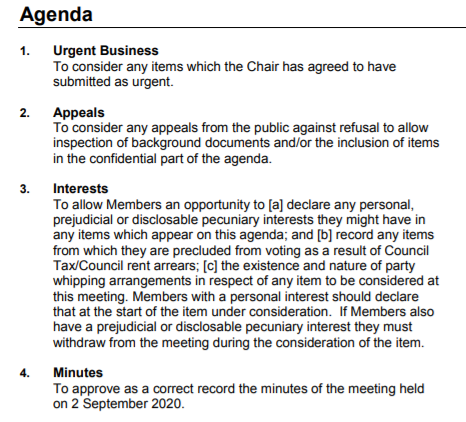 Agenda
1. Urgent Business
To consider any items which the Chair has agreed to have
submitted as urgent.
2. Appeals
To consider any appeals from the public against refusal to allow
inspection of background documents and/or the inclusion of items
in the confidential part of the agenda.
3. Interests
To allow Members an opportunity to [a] declare any personal,
prejudicial or disclosable pecuniary interests they might have in
any items which appear on this agenda; and [b] record any items
from which they are precluded from voting as a result of Council
Tax/Council rent arrears; [c] the existence and nature of party
whipping arrangements in respect of any item to be considered at
this meeting. Members with a personal interest should declare
that at the start of the item under consideration. If Members also
have a prejudicial or disclosable pecuniary interest they must
withdraw from the meeting during the consideration of the item.
4. Minutes
To approve as a correct record the minutes of the meeting held
on 2 September 2020.